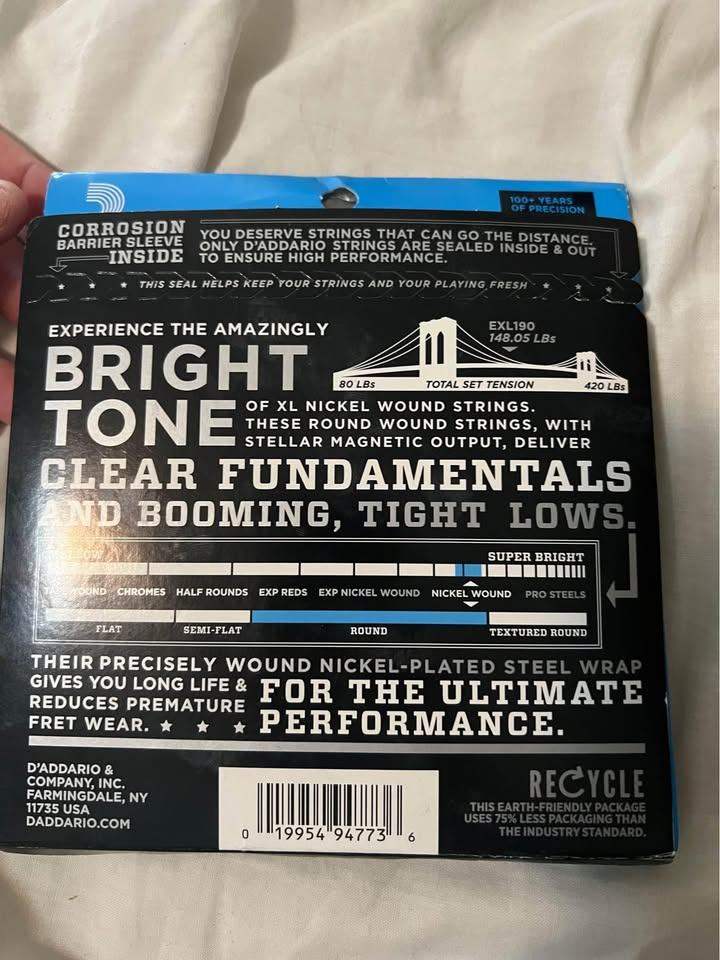 100+ YEARS
OF PRECISION
CORROSION
BARRIER SLEEVE
INSIDE
YOU DESERVE STRINGS THAT CAN GO THE DISTANCE.
ONLY D'ADDARIO STRINGS ARE SEALED INSIDE & OUT
TO ENSURE HIGH PERFORMANCE.
THIS SEAL HELPS KEEP YOUR STRINGS AND YOUR PLAYING FRESH
EXPERIENCE THE AMAZINGLY
BRIGHT
TONE
EXL190
148.05 LBs
80 LBs
TOTAL SET TENSION
420 LBs
OF XL NICKEL WOUND STRINGS.
THESE ROUND WOUND STRINGS, WITH
STELLAR MAGNETIC OUTPUT, DELIVER
CLEAR FUNDAMENTALS
AND BOOMING, TIGHT LOWS.
SUPER BRIGHT
WOUND CHROMES HALF ROUNDS EXP REDS EXP NICKEL WOUND NICKEL WOUND PRO STEELS
FLAT SEMI-FLAT ROUND TEXTURED ROUND
THEIR PRECISELY WOUND NICKEL-PLATED STEEL WRAP
GIVES YOU LONG LIFE &
REDUCES PREMATURE
FRET WEAR.
FOR THE ULTIMATE
PERFORMANCE.
D'ADDARIO &
COMPANY, INC.
FARMINGDALE, NY
11735 USA
DADDARIO.COM
0 19954 94773 6
RECYCLE
THIS EARTH-FRIENDLY PACKAGE
USES 75% LESS PACKAGING THAN
THE INDUSTRY STANDARD.